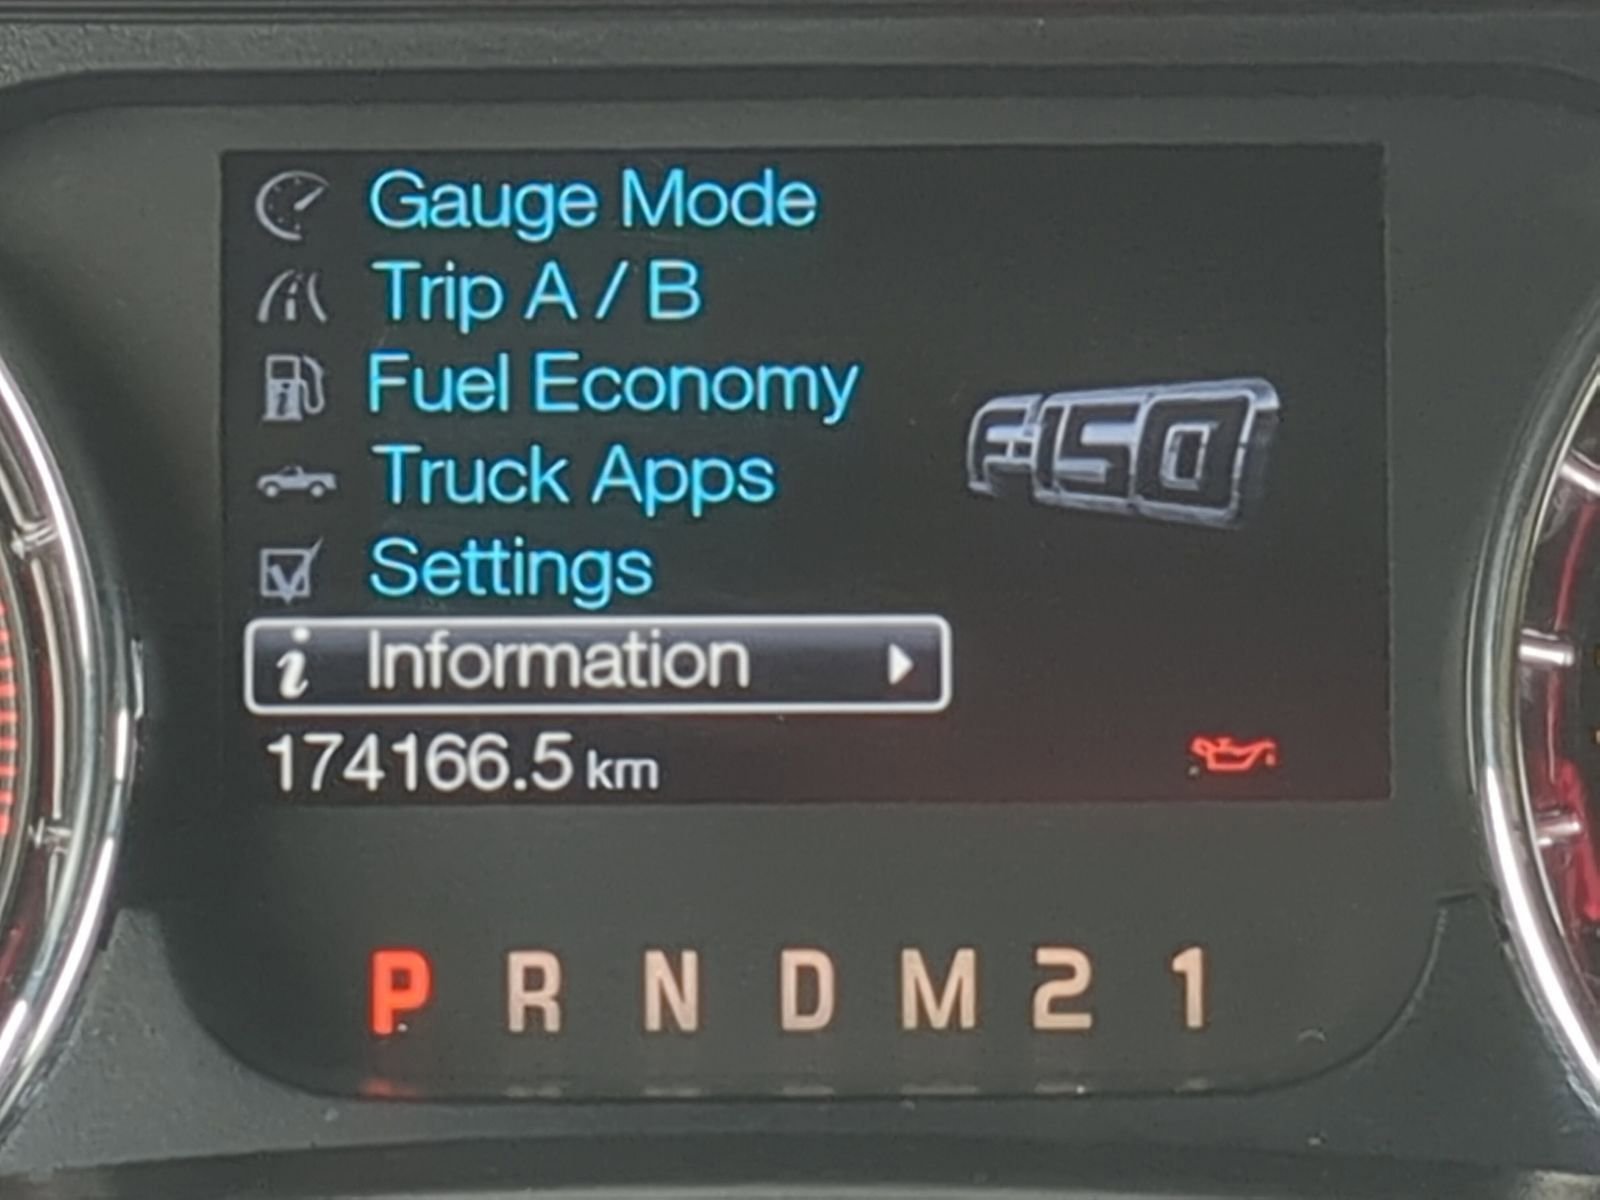 Gauge Mode
Trip A / B
Fuel Economy
Truck Apps
Settings
i Information
F-150
174166.5 km
P R N D M 2 1